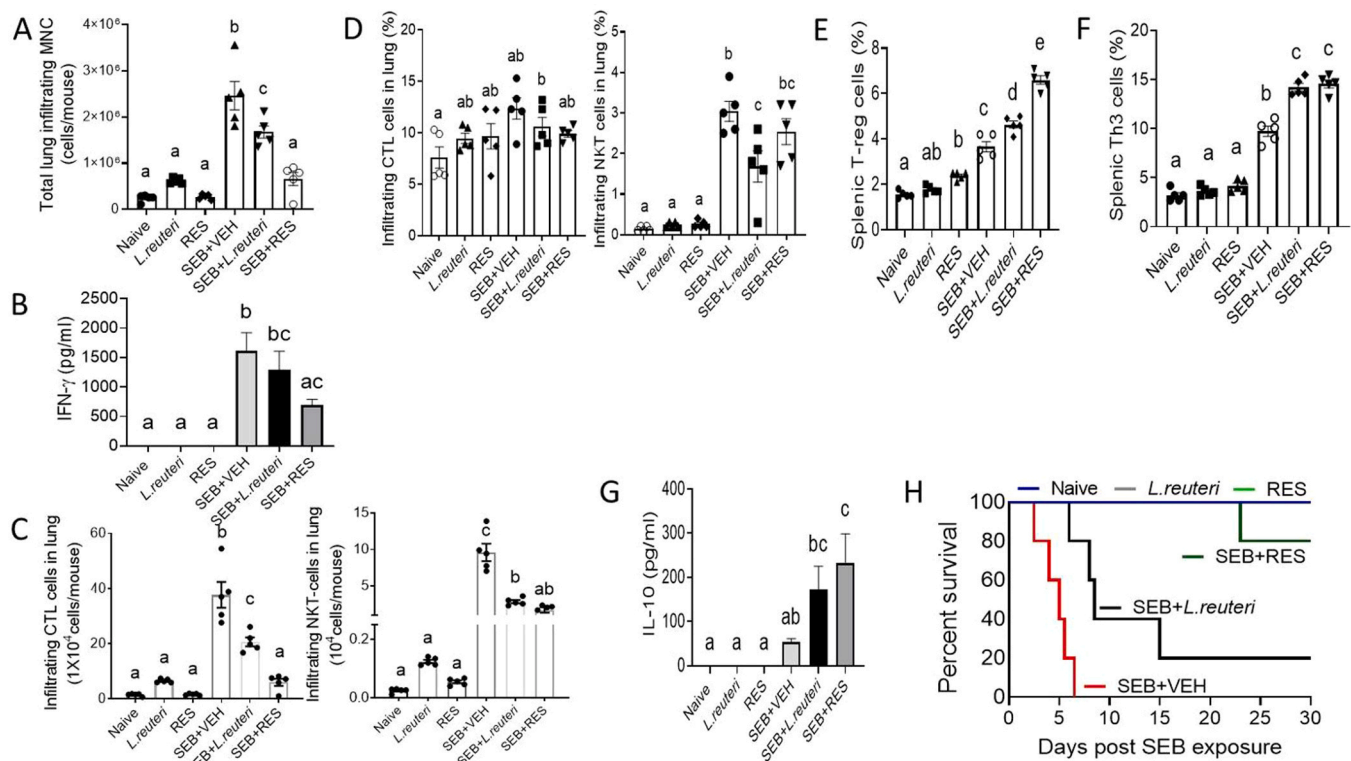 A
Total lung infiltrating MNC
(cells/mouse)
4×10⁶
3×10⁶
2×10⁶
1×10⁶
0
a
a
a
b
c
a
Naive
L.reuteri
RES
SEB+VEH
SEB+L.reuteri
SEB+RES
D
Infiltrating CTL cells in lung (%)
20
15
10
5
0
a
ab
ab
ab
b
ab
Naive
L.reuteri
RES
SEB+VEH
SEB+L.reuteri
SEB+RES
Infiltrating NKT cells in lung (%)
5
4
3
2
1
0
a
a
a
b
c
bc
Naive
L.reuteri
RES
SEB+VEH
SEB+L.reuteri
SEB+RES
E
Splenic T-reg cells (%)
8
6
4
2
0
a
ab
b
c
d
e
Naive
L.reuteri
RES
SEB+VEH
SEB+L.reuteri
SEB+RES
F
Splenic Th3 cells (%)
20
15
10
5
0
a
a
a
b
c
c
Naive
L.reuteri
RES
SEB+VEH
SEB+L.reuteri
SEB+RES
B
IFN-γ (pg/ml)
2500
2000
1500
1000
500
0
a
a
a
b
bc
ac
Naive
L.reuteri
RES
SEB+VEH
SEB+L.reuteri
SEB+RES
C
Infiltrating CTL cells in lung
(1X10⁴cells/mouse)
60
40
20
0
a
a
a
b
c
a
Naive
L.reuteri
RES
SEB+VEH
SEB+L.reuteri
SEB+RES
Infiltrating NKT-cells in lung
(10⁴cells/mouse)
15
10
5
0.2
0.0
a
a
a
c
b
ab
Naive
L.reuteri
RES
SEB+VEH
SEB+L.reuteri
SEB+RES
G
IL-10 (pg/ml)
400
300
200
100
0
a
a
a
ab
bc
c
Naive
L.reuteri
RES
SEB+VEH
SEB+L.reuteri
SEB+RES
H
Naive
L.reuteri
RES
Percent survival
100
80
60
40
20
0
SEB+RES
SEB+L.reuteri
SEB+VEH
0
5
10
15
20
25
30
Days post SEB exposure